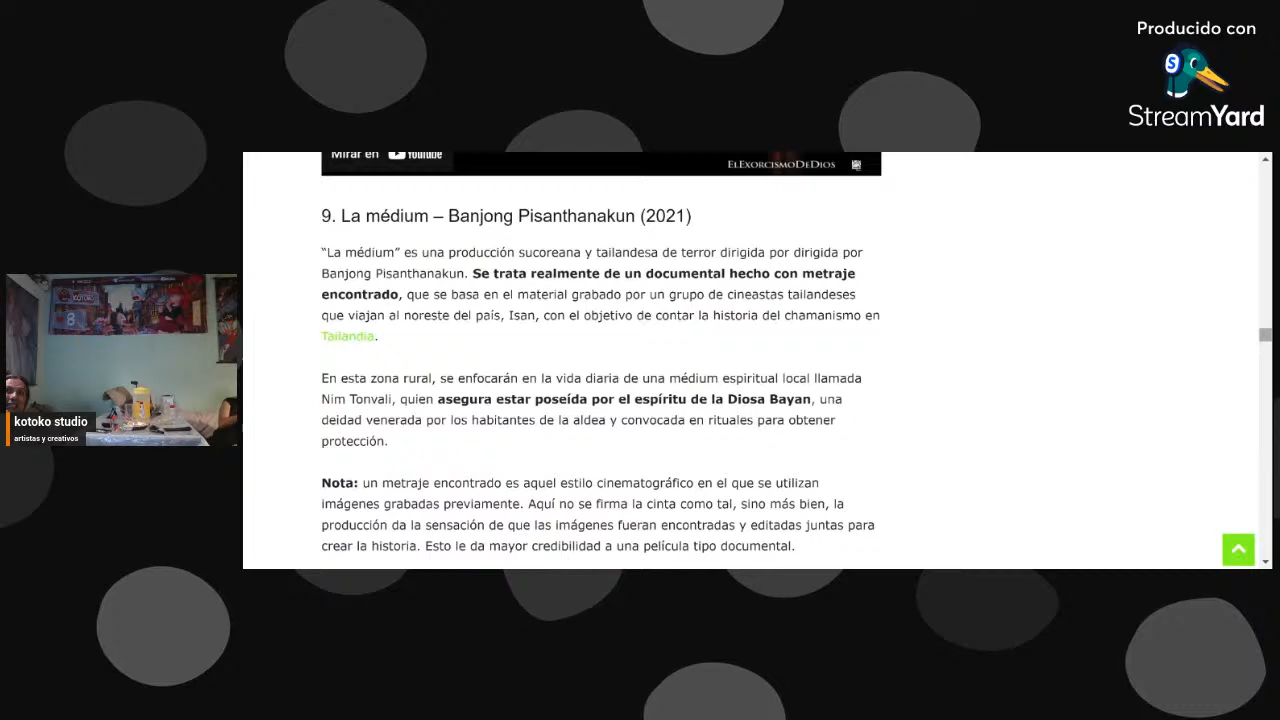 Producido con
StreamYard
Mirar en YouTube
ELEXORCISMODEDIOS
9. La médium – Banjong Pisanthanakun (2021)
“La médium” es una producción sucoreana y tailandesa de terror dirigida por dirigida por
Banjong Pisanthanakun. Se trata realmente de un documental hecho con metraje
encontrado, que se basa en el material grabado por un grupo de cineastas tailandeses
que viajan al noreste del país, Isan, con el objetivo de contar la historia del chamanismo en
Tailandia.
En esta zona rural, se enfocarán en la vida diaria de una médium espiritual local llamada
Nim Tonvali, quien asegura estar poseída por el espíritu de la Diosa Bayan, una
deidad venerada por los habitantes de la aldea y convocada en rituales para obtener
protección.
Nota: un metraje encontrado es aquel estilo cinematográfico en el que se utilizan
imágenes grabadas previamente. Aquí no se firma la cinta como tal, sino más bien, la
producción da la sensación de que las imágenes fueran encontradas y editadas juntas para
crear la historia. Esto le da mayor credibilidad a una película tipo documental.
8
kotoko studio
artistas y creativos